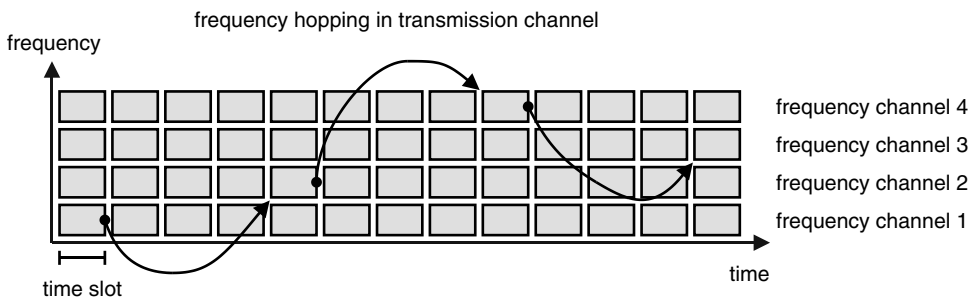 frequency hopping in transmission channel
frequency
frequency channel 4
frequency channel 3
frequency channel 2
frequency channel 1
time
time slot